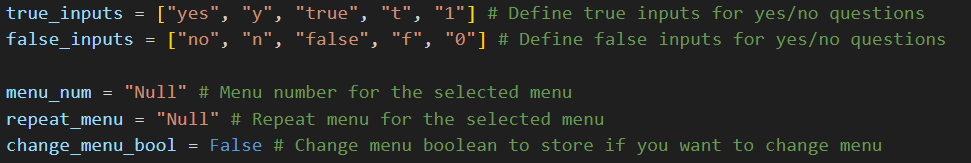 true_inputs = ["yes", "y", "true", "t", "1"] # Define true inputs for yes/no questions
false_inputs = ["no", "n", "false", "f", "0"] # Define false inputs for yes/no questions
menu_num = "Null" # Menu number for the selected menu
repeat_menu = "Null" # Repeat menu for the selected menu
change_menu_bool = False # Change menu boolean to store if you want to change menu